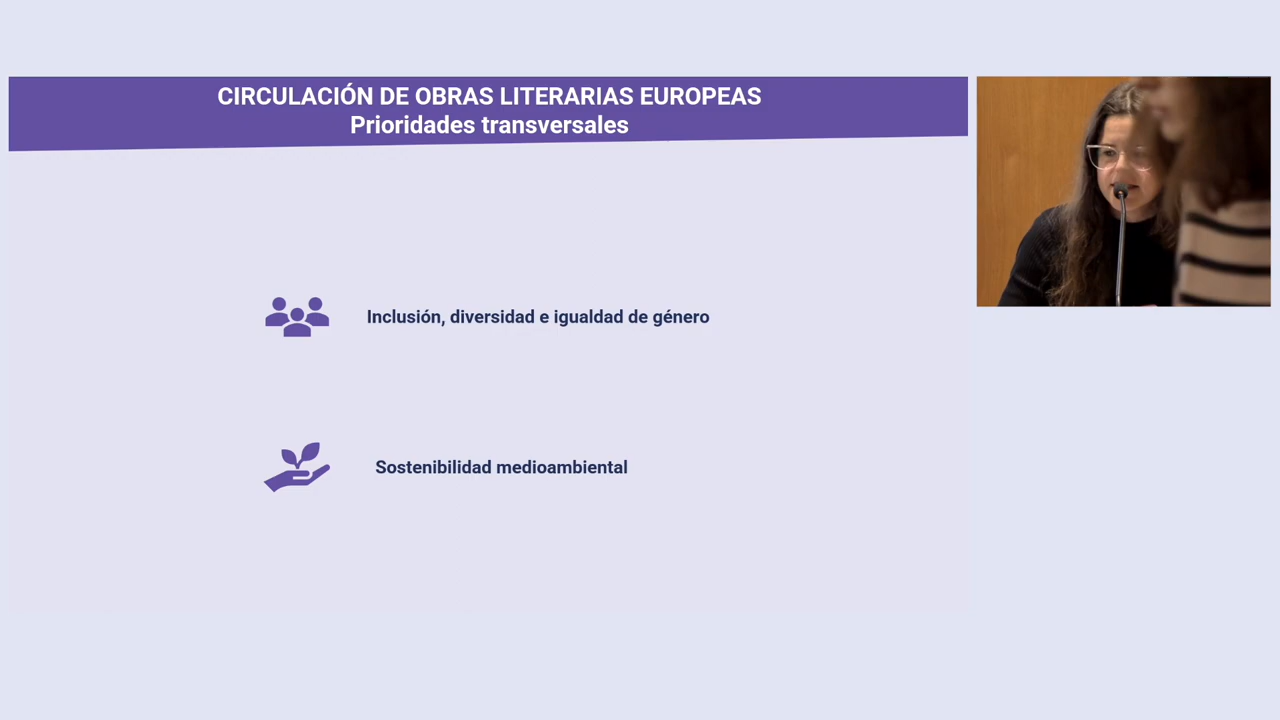 CIRCULACIÓN DE OBRAS LITERARIAS EUROPEAS
Prioridades transversales
Inclusión, diversidad e igualdad de género
Sostenibilidad medioambiental